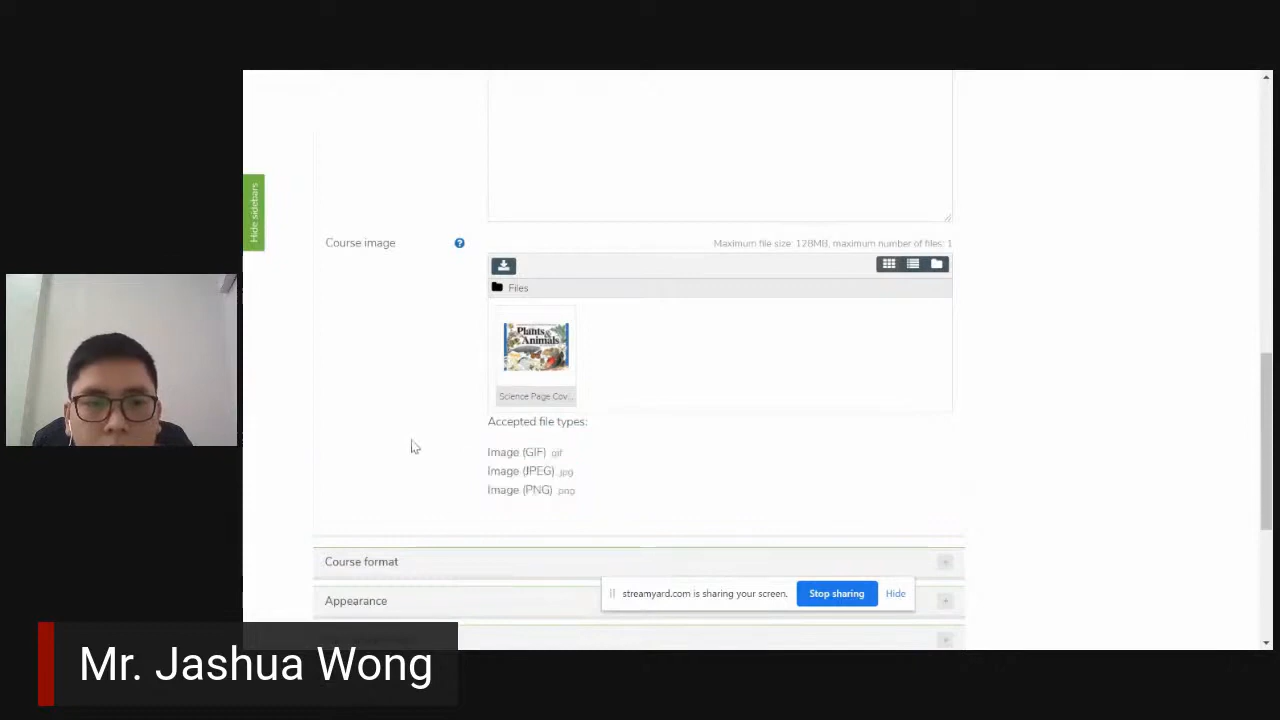 Hide sidebars
Course image
Maximum file size: 128MB, maximum number of files: 1
Files
Plants & Animals
Science Page Cov...
Accepted file types:
Image (GIF) .gif
Image (JPEG) .jpg
Image (PNG) .png
Course format
streamyard.com is sharing your screen. Stop sharing Hide
Appearance
Mr. Jashua Wong